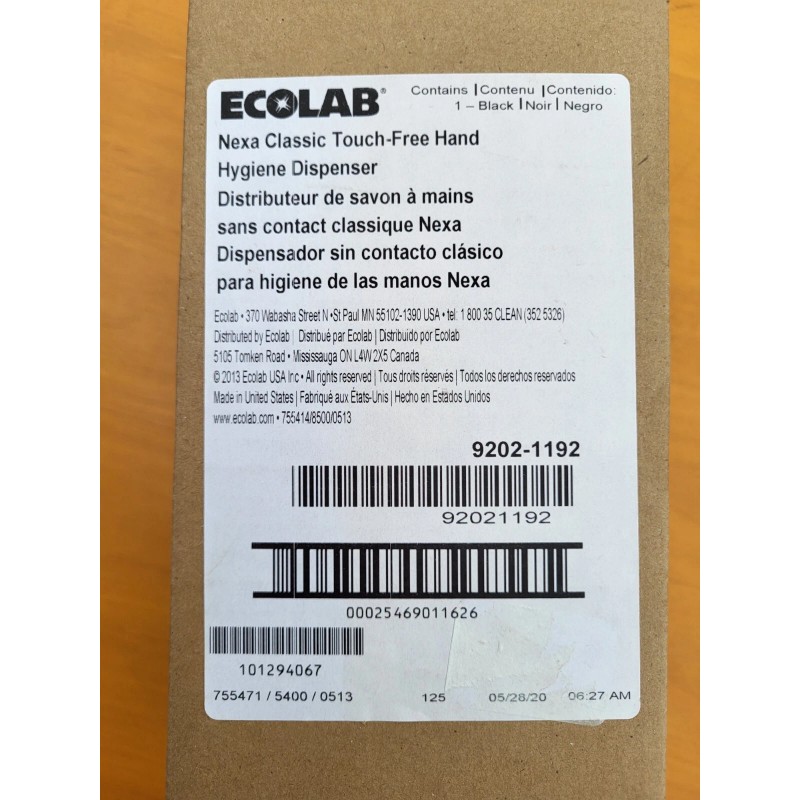 ECOLAB®
Contains | Contenu | Contenido:
1 – Black | Noir | Negro
Nexa Classic Touch-Free Hand
Hygiene Dispenser
Distributeur de savon à mains
sans contact classique Nexa
Dispensador sin contacto clásico
para higiene de las manos Nexa
Ecolab • 370 Wabasha Street N • St Paul MN 55102-1390 USA • tel: 1 800 35 CLEAN (352 5326)
Distributed by Ecolab | Distribué par Ecolab | Distribuido por Ecolab
5105 Tomken Road • Mississauga ON L4W 2X5 Canada
© 2013 Ecolab USA Inc • All rights reserved | Tous droits réservés | Todos los derechos reservados
Made in United States | Fabriqué aux États-Unis | Hecho en Estados Unidos
www.ecolab.com • 755414/8500/0513
9202-1192
92021192
00025469011626
101294067
755471 / 5400 / 0513 125 05/28/20 06:27 AM